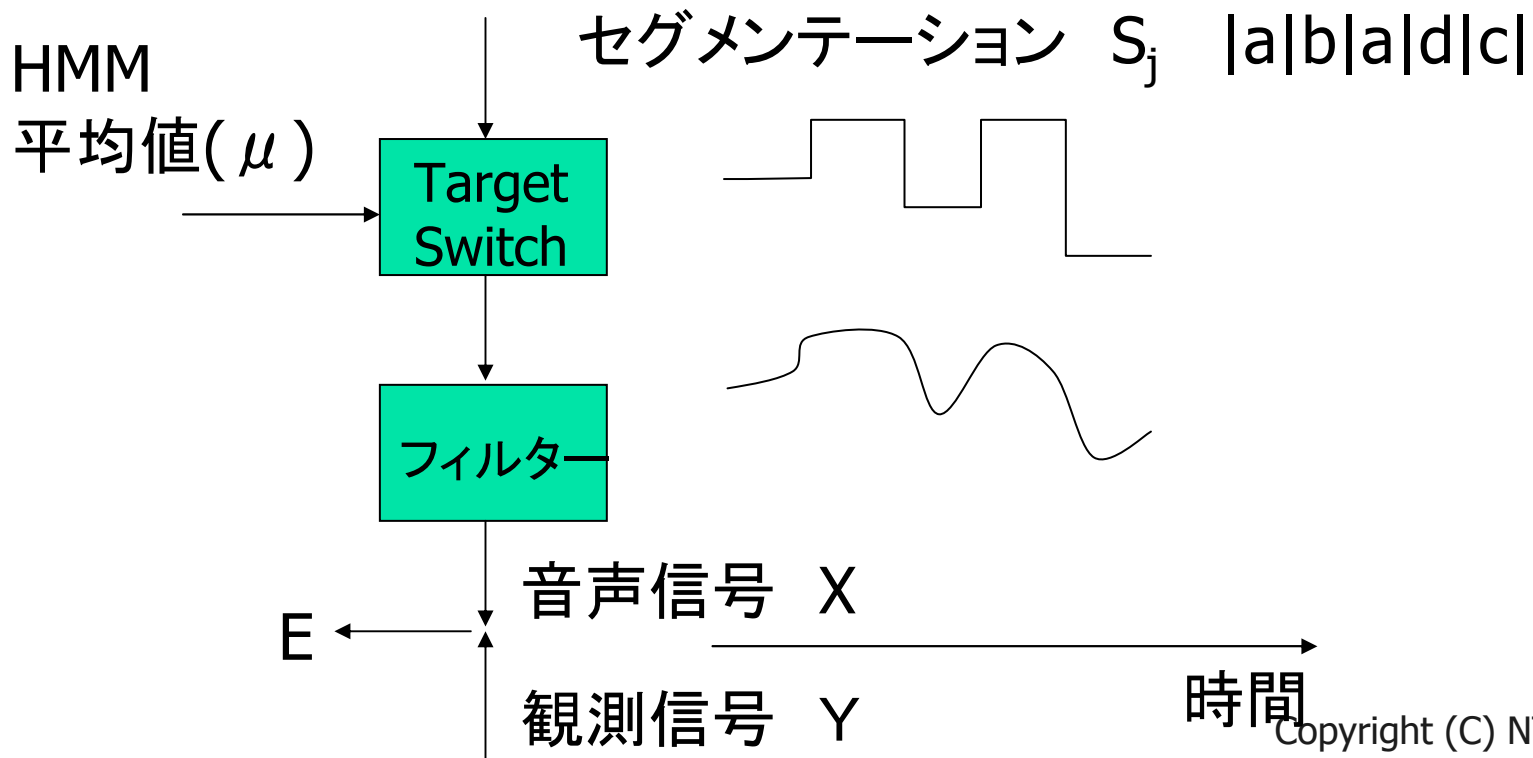 セグメンテーション Sj |a|b|a|d|c|
HMM
平均値(μ)
Target
Switch
フィルター
音声信号 X
E
観測信号 Y
時間
Copyright (C)